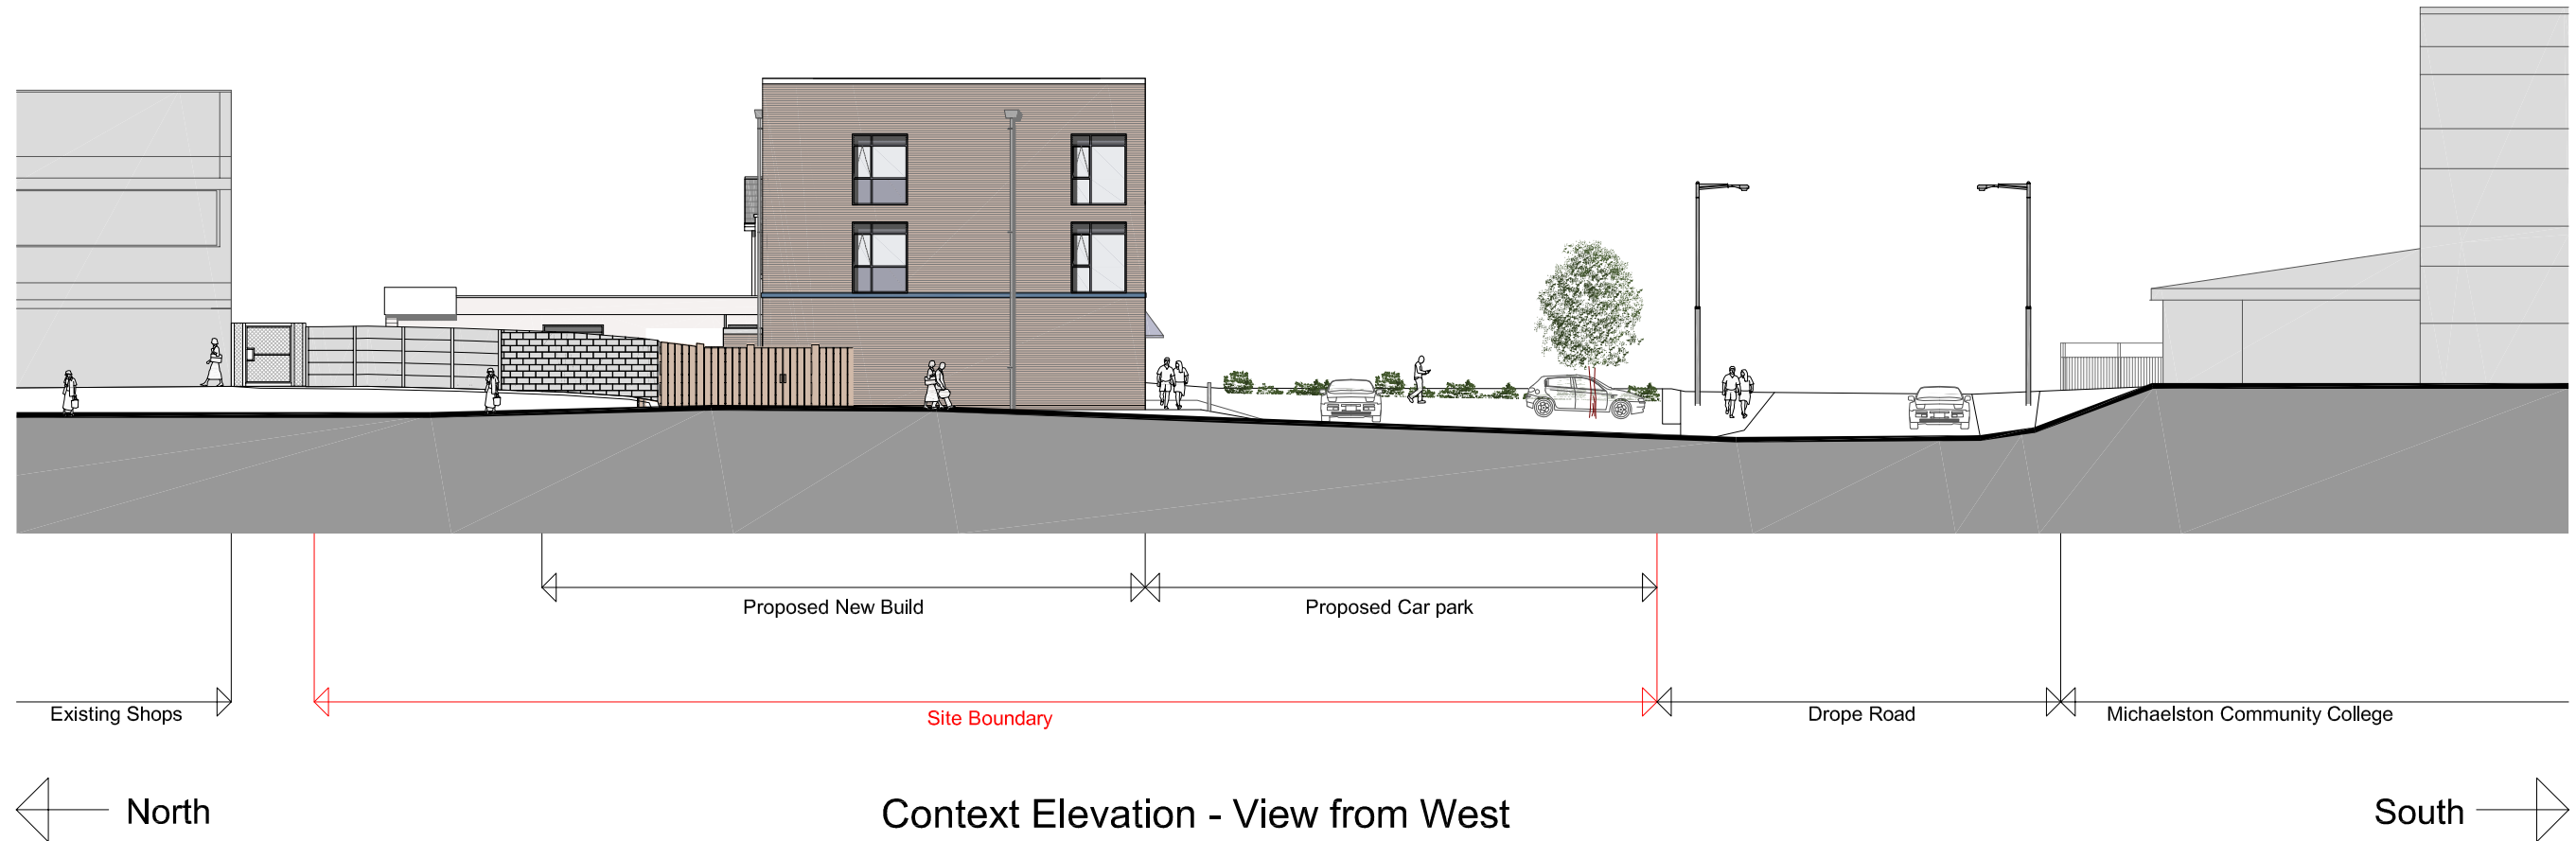 Proposed New Build
Proposed Car park
Existing Shops
Site Boundary
Drope Road
Michaelston Community College
North
Context Elevation - View from West
South